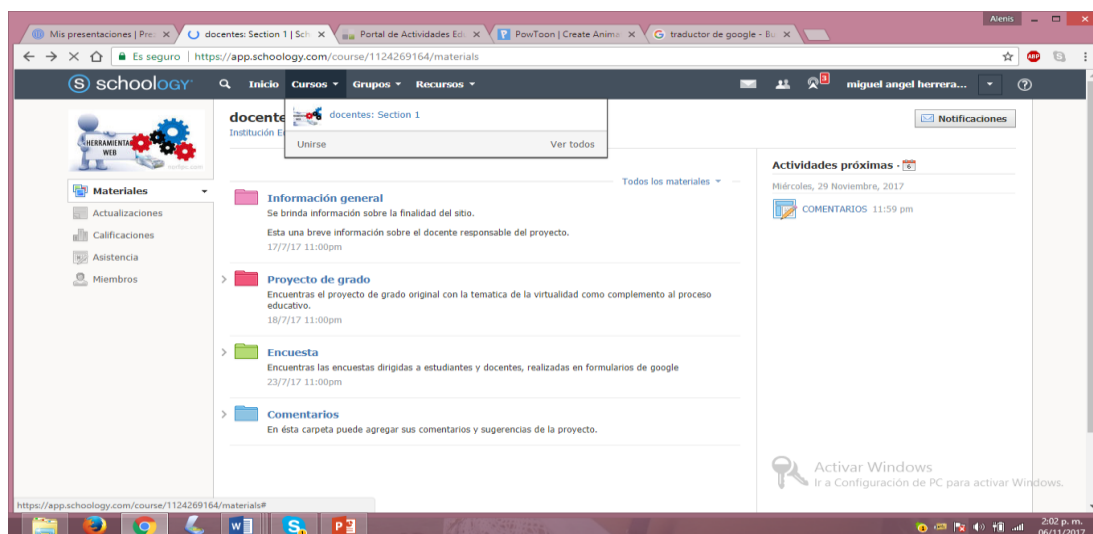 Alenis
Mis presentaciones | Pre
docentes: Section 1 | Sch
Portal de Actividades Edu
PowToon | Create Anima
traductor de google - Bu
Es seguro | https://app.schoology.com/course/1124269164/materials
ABP
S schoology
Inicio Cursos Grupos Recursos
3
miguel angel herrera...
docente
docentes: Section 1
Institución E
Unirse Ver todos
Notificaciones
HERRAMIENTAS
WEB
Materiales
Actualizaciones
Calificaciones
Asistencia
Miembros
Todos los materiales
Información general
Se brinda información sobre la finalidad del sitio.
Esta una breve información sobre el docente responsable del proyecto.
17/7/17 11:00pm
Proyecto de grado
Encuentras el proyecto de grado original con la tematica de la virtualidad como complemento al proceso
educativo.
18/7/17 11:00pm
Encuesta
Encuentras las encuestas dirigidas a estudiantes y docentes, realizadas en formularios de google
23/7/17 11:00pm
Comentarios
En ésta carpeta puede agregar sus comentarios y sugerencias de la proyecto.
Actividades próximas · 6
Miércoles, 29 Noviembre, 2017
COMENTARIOS 11:59 pm
Activar Windows
Ir a Configuración de PC para activar Windows.
https://app.schoology.com/course/1124269164/materials#
2:02 p. m.
06/11/2017